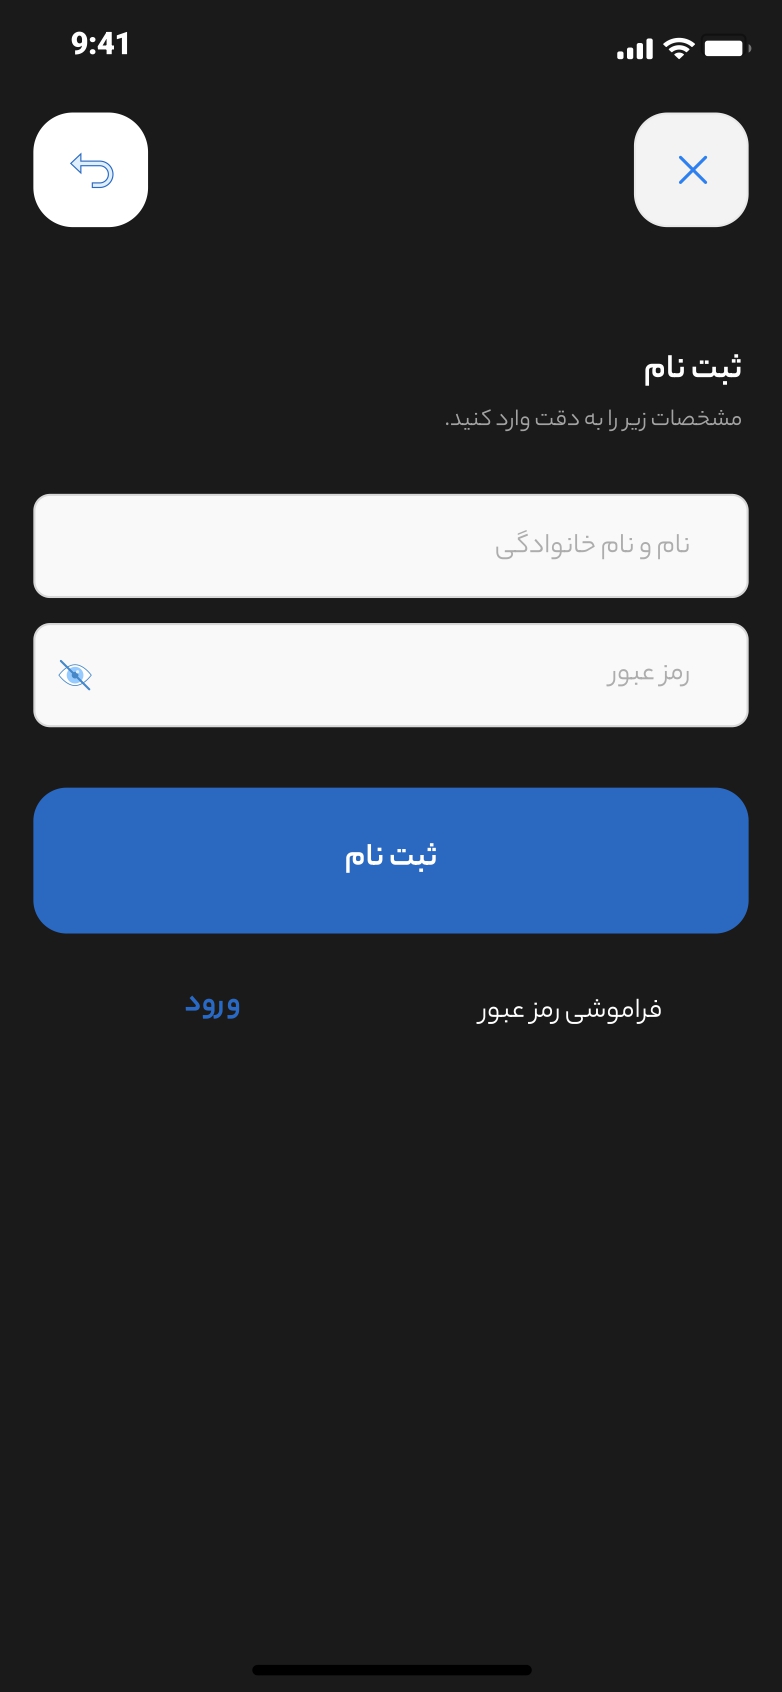 9:41
ثبت نام
مشخصات زیر را به دقت وارد کنید.
نام و نام خانوادگی
رمز عبور
ثبت نام
فراموشی رمز عبور
ورود